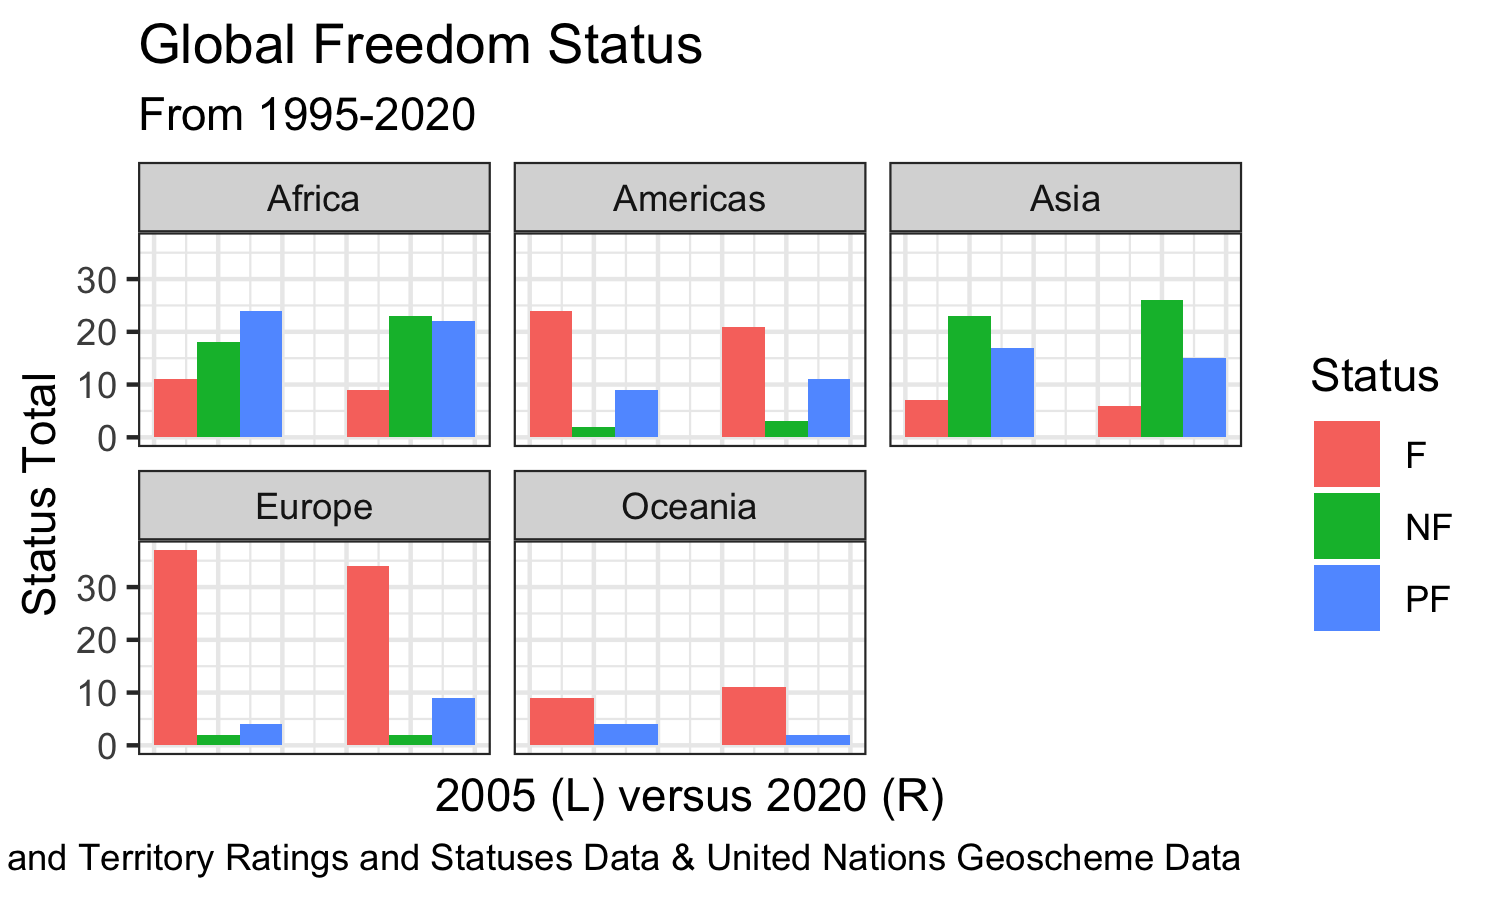 Global Freedom Status
From 1995-2020
Africa
Americas
Asia
30
20
10
0
Europe
Oceania
30
20
10
0
Status Total
2005 (L) versus 2020 (R)
and Territory Ratings and Statuses Data & United Nations Geoscheme Data
Status
F
NF
PF